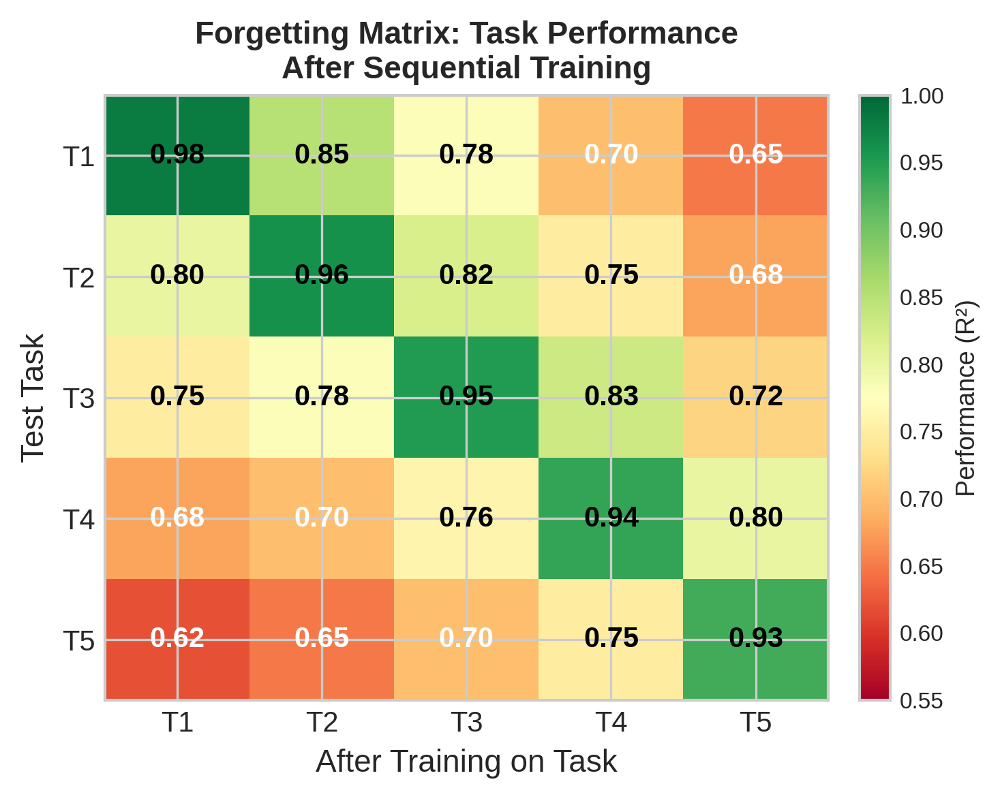 Forgetting Matrix: Task Performance
After Sequential Training
T1 0.98 0.85 0.78 0.70 0.65
T2 0.80 0.96 0.82 0.75 0.68
T3 0.75 0.78 0.95 0.83 0.72
T4 0.68 0.70 0.76 0.94 0.80
T5 0.62 0.65 0.70 0.75 0.93
T1 T2 T3 T4 T5
After Training on Task
Test Task
1.00
0.95
0.90
0.85
0.80
0.75
0.70
0.65
0.60
0.55
Performance (R²)